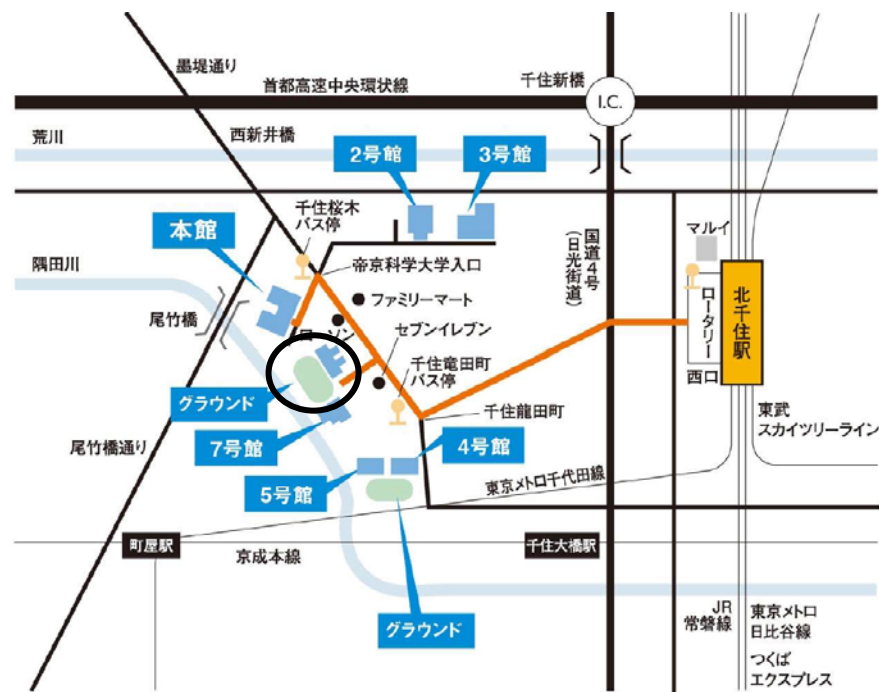 墨堤通り
首都高速中央環状線
千住新橋
I.C.
荒川
西新井橋
2号館
3号館
千住桜木
バス停
本館
国道4号
(日光街道)
マルイ
隅田川
帝京科学大学入口
尾竹橋
ファミリーマート
ローソン
セブンイレブン
ロータリー
北千住駅
千住竜田町
バス停
西口
グラウンド
千住龍田町
東武
スカイツリーライン
7号館
4号館
尾竹橋通り
5号館
東京メトロ千代田線
町屋駅
京成本線
千住大橋駅
グラウンド
JR
常磐線
東京メトロ
日比谷線
つくば
エクスプレス